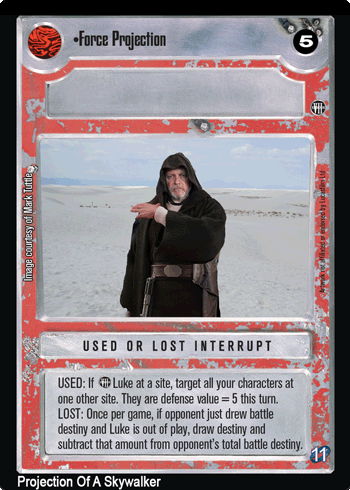 •Force Projection
5
Image courtesy of Mark Tuttle
USED OR LOST INTERRUPT
USED: If Luke at a site, target all your characters at
one other site. They are defense value = 5 this turn.
LOST: Once per game, if opponent just drew battle
destiny and Luke is out of play, draw destiny and
subtract that amount from opponent's total battle destiny.
11
Projection Of A Skywalker